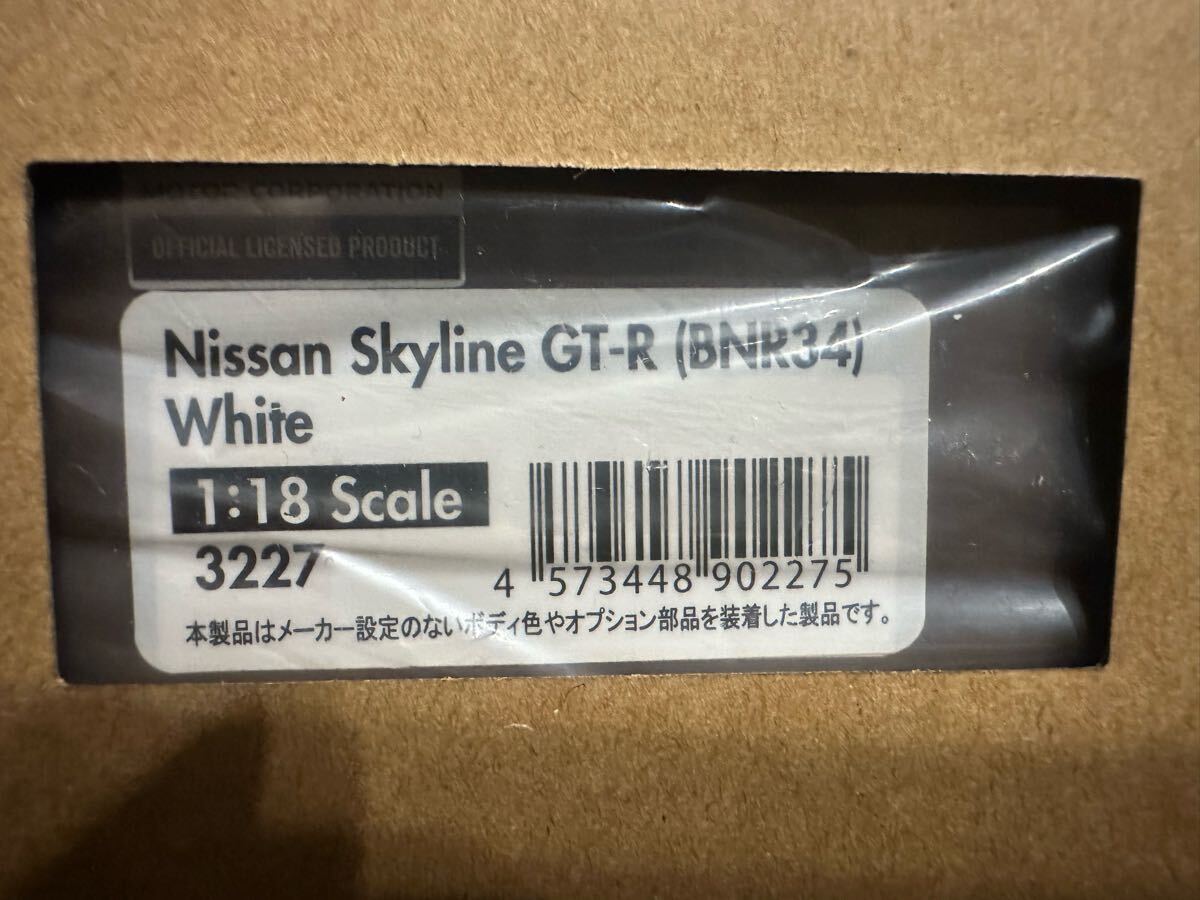 MOTOR CORPORATION
OFFICIAL LICENSED PRODUCT
Nissan Skyline GT-R (BNR34)
White
1:18 Scale
3227
4 573448 902275
本製品はメーカー設定のないボディ色やオプション部品を装着した製品です。